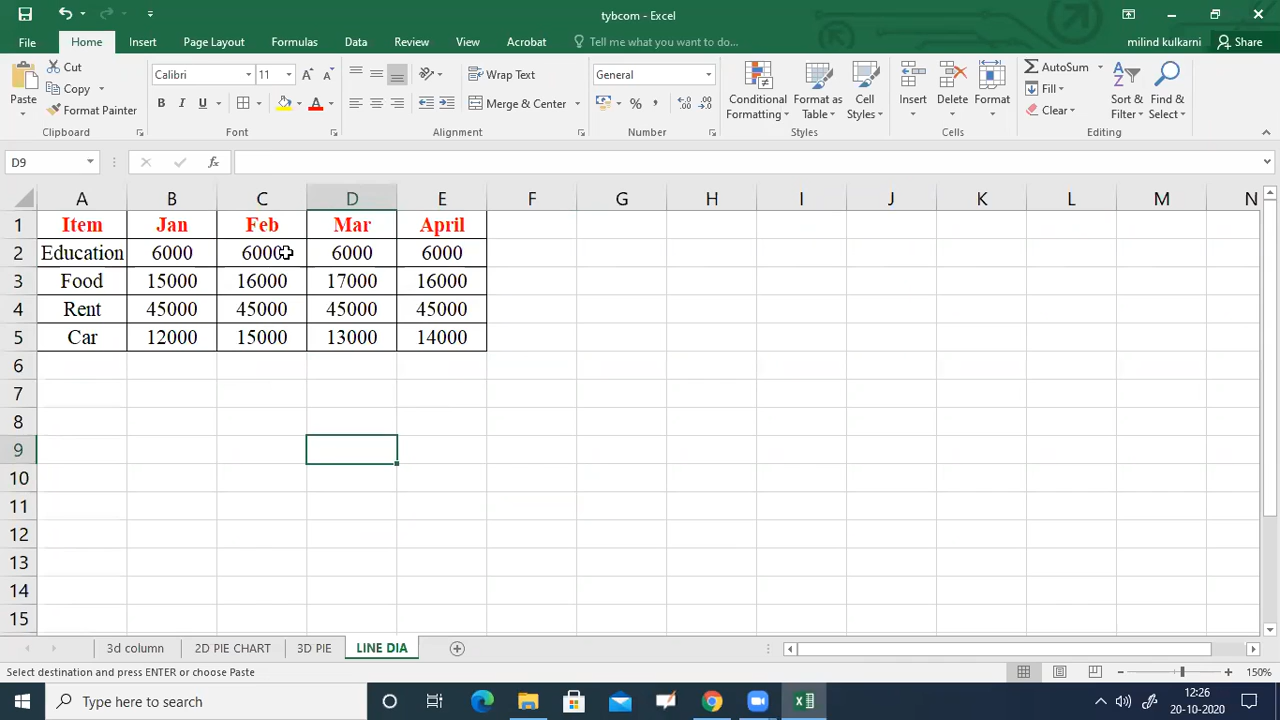 tybcom - Excel
File Home Insert Page Layout Formulas Data Review View Acrobat Tell me what you want to do... milind kulkarni Share
Paste Cut Copy Format Painter Clipboard
Calibri 11 A A B I U A Font
Wrap Text Merge & Center Alignment
General % , Number
Conditional Formatting Format as Table Cell Styles Styles
Insert Delete Format Cells
AutoSum Fill Clear Sort & Filter Find & Select Editing
D9 fx
A B C D E F G H I J K L M N
1 Item Jan Feb Mar April
2 Education 6000 6000 6000 6000
3 Food 15000 16000 17000 16000
4 Rent 45000 45000 45000 45000
5 Car 12000 15000 13000 14000
6
7
8
9
10
11
12
13
14
15
3d column 2D PIE CHART 3D PIE LINE DIA
Select destination and press ENTER or choose Paste 150%
Type here to search 12:26
20-10-2020